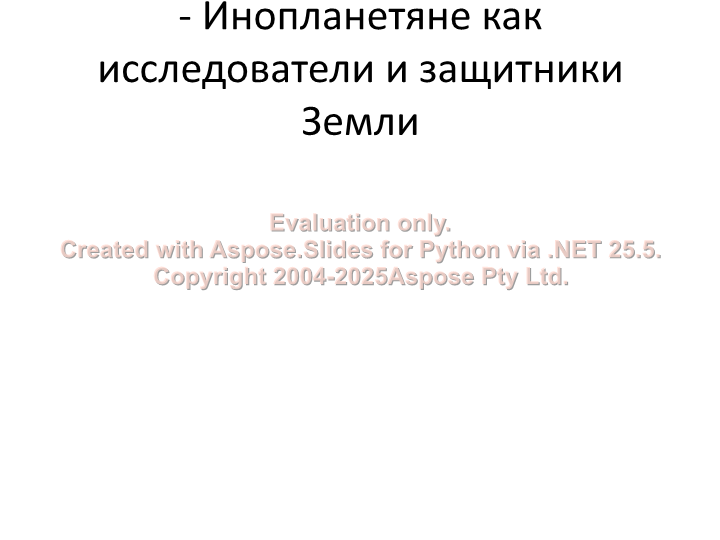 - Инопланетяне как
исследователи и защитники
Земли
Evaluation only.
Created with Aspose.Slides for Python via .NET 25.5.
Copyright 2004-2025Aspose Pty Ltd.